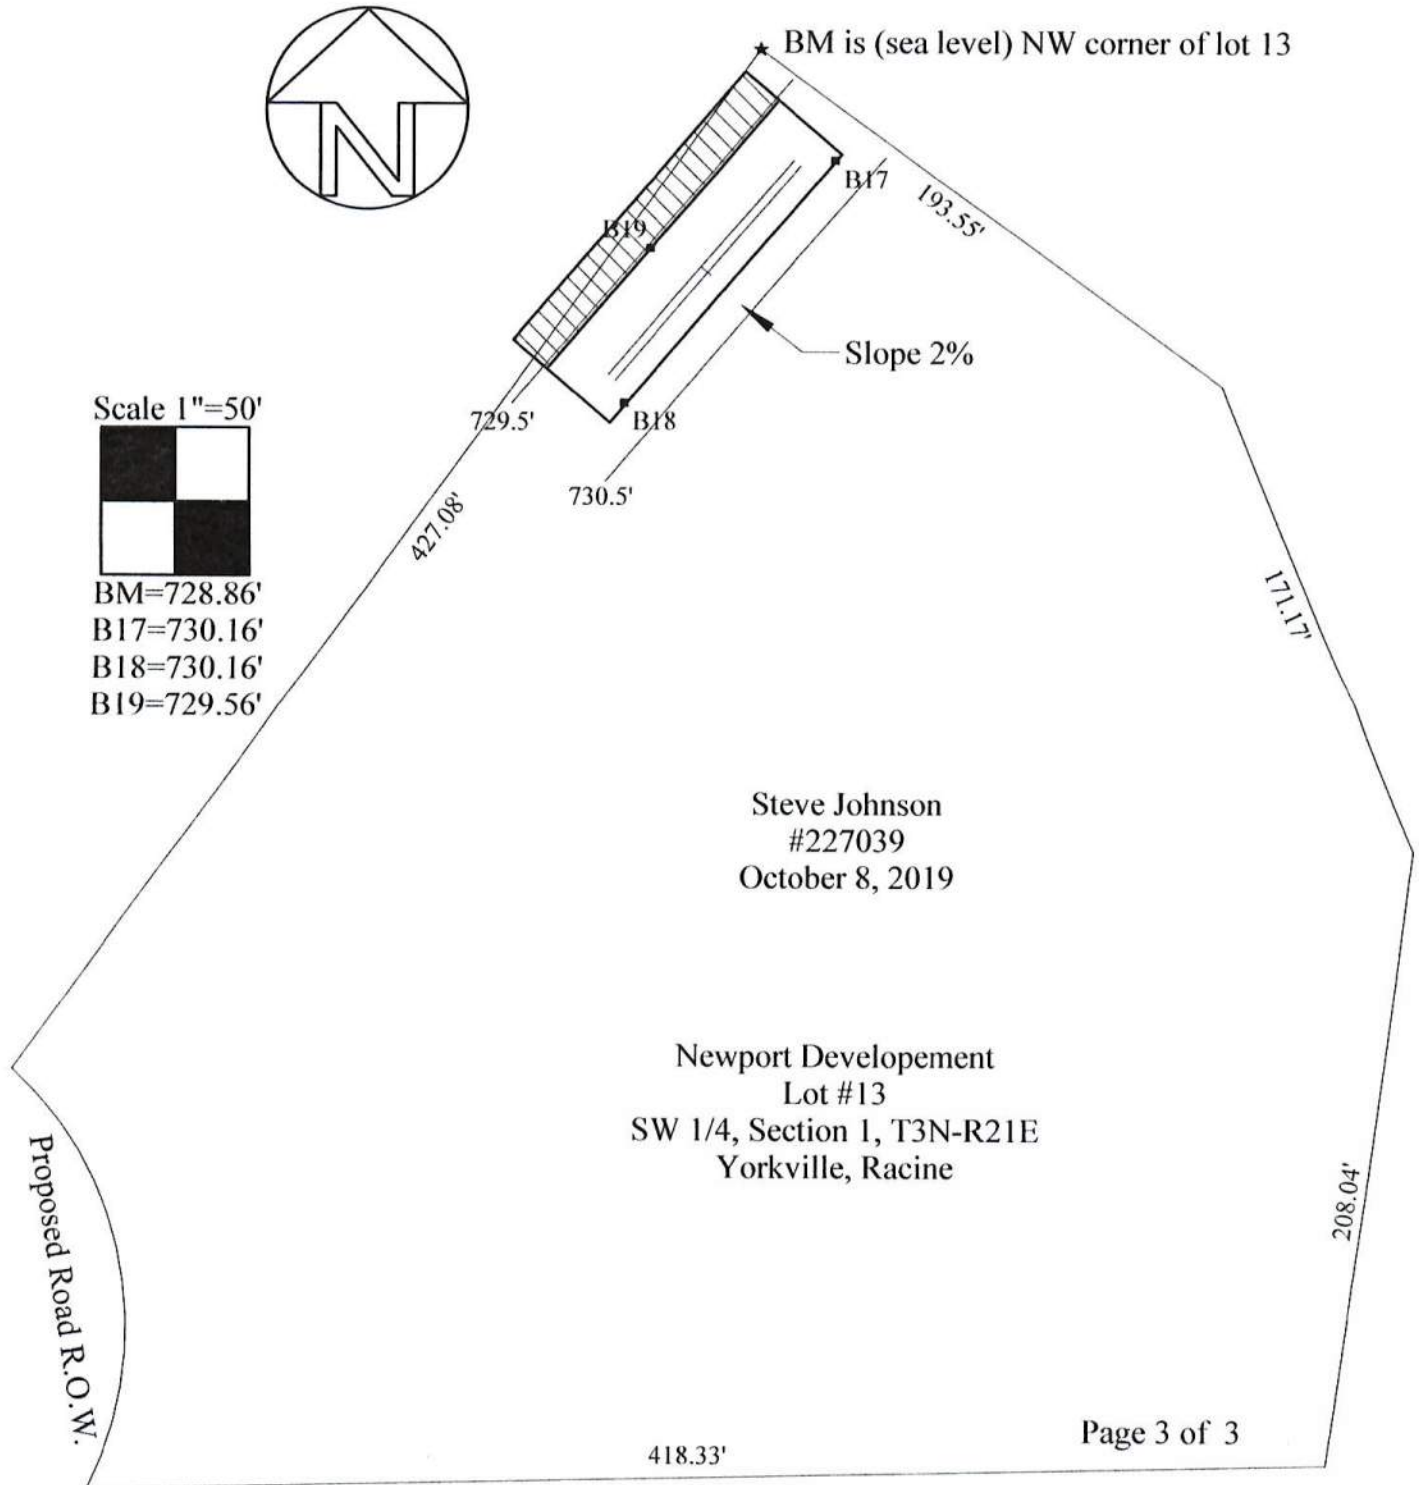 N
BM is (sea level) NW corner of lot 13
B17
193.55'
B19
Slope 2%
Scale 1"=50'
729.5'
B18
730.5'
427.08'
BM=728.86'
B17=730.16'
B18=730.16'
B19=729.56'
171.17'
Steve Johnson
#227039
October 8, 2019
Newport Developement
Lot #13
SW 1/4, Section 1, T3N-R21E
Yorkville, Racine
Proposed Road R.O.W.
208.04'
Page 3 of 3
418.33'